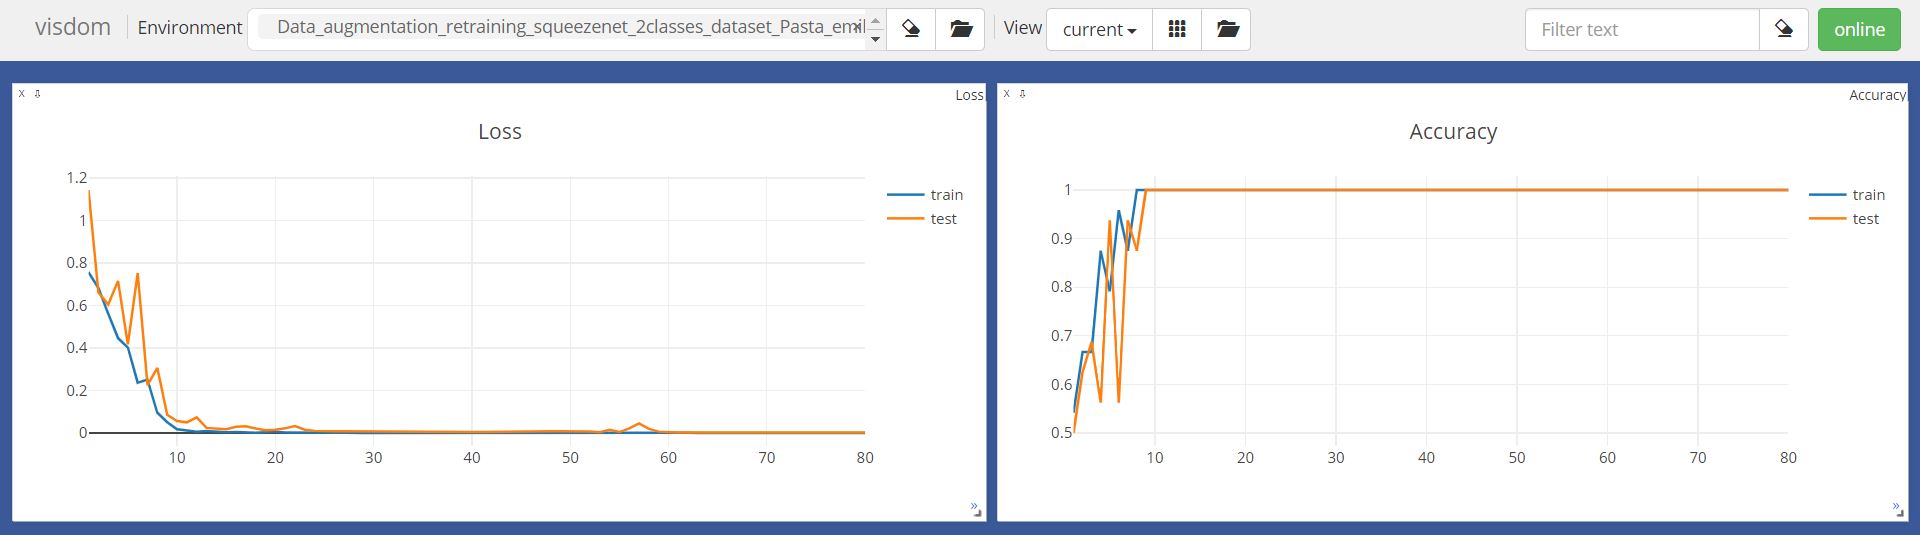 visdom Environment Data_augmentation_retraining_squeezenet_2classes_dataset_Pasta_emil x View current Filter text online
x Loss
Loss
1.2
1
0.8
0.6
0.4
0.2
0
10 20 30 40 50 60 70 80
train
test
»
x Accuracy
Accuracy
1
0.9
0.8
0.7
0.6
0.5
10 20 30 40 50 60 70 80
train
test
»